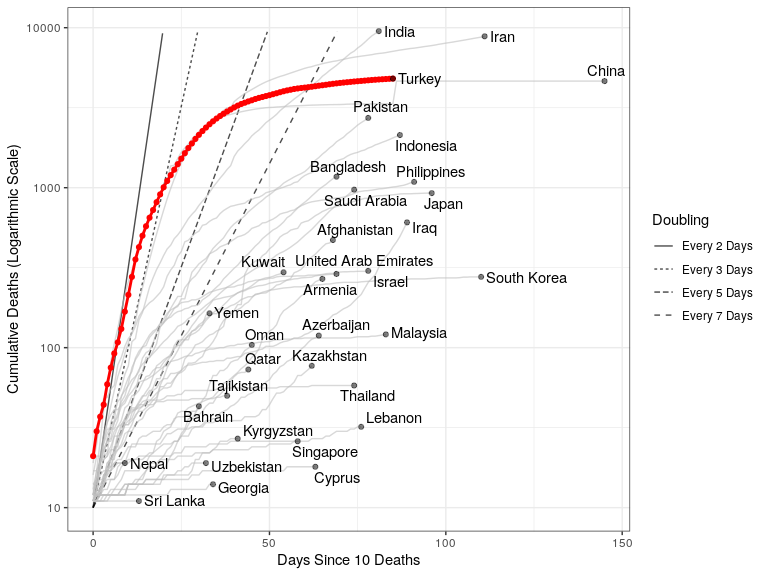 10000
1000
100
10
Cumulative Deaths (Logarithmic Scale)
India
Iran
China
Turkey
Pakistan
Indonesia
Bangladesh
Philippines
Saudi Arabia
Japan
Afghanistan
Iraq
Kuwait
United Arab Emirates
Israel
South Korea
Armenia
Yemen
Azerbaijan
Oman
Malaysia
Qatar
Kazakhstan
Tajikistan
Thailand
Bahrain
Lebanon
Kyrgyzstan
Singapore
Nepal
Uzbekistan
Cyprus
Georgia
Sri Lanka
0
50
100
150
Days Since 10 Deaths
Doubling
Every 2 Days
Every 3 Days
Every 5 Days
Every 7 Days